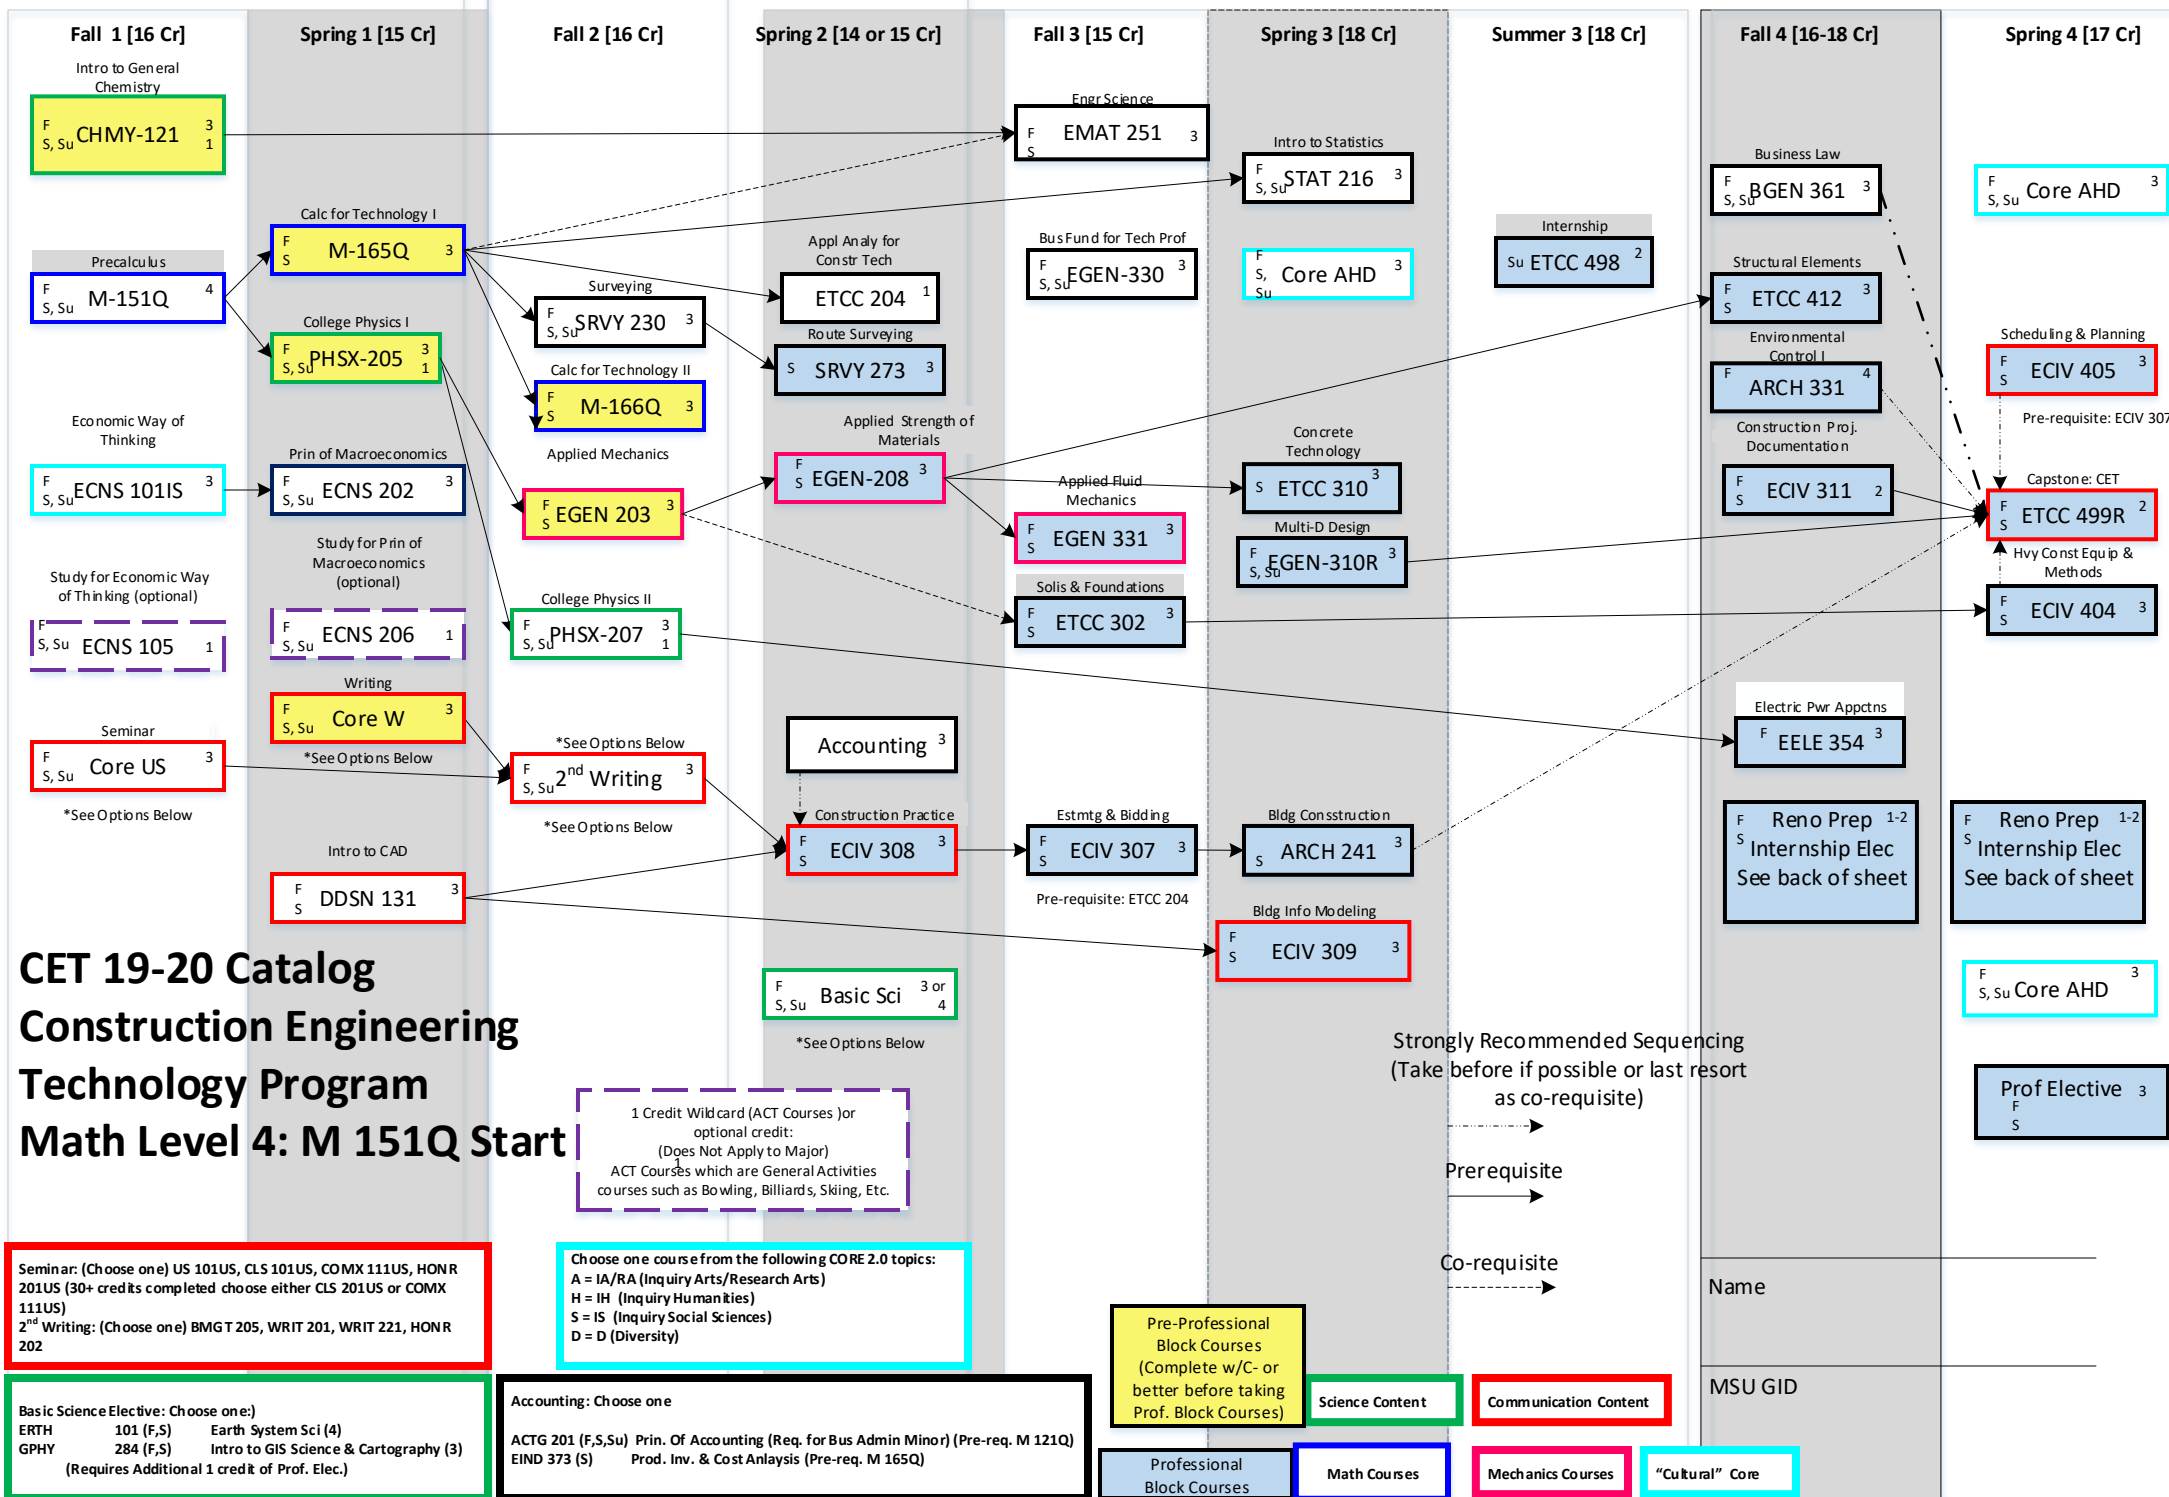 Fall  1 [16 Cr]
Spring 1 [15 Cr]
Fall 2 [16 Cr]
Spring 2 [14 or 15 Cr]
Fall 3 [15 Cr]
Spring 3 [18 Cr]
Summer 3 [18 Cr]
Fall 4 [16-18 Cr]
Spring 4 [17 Cr]
Intro to General
Chemistry
F
S, Su
CHMY-121
3
1
Precalculus
F
S, Su
M-151Q
4
Economic Way of
Thinking
F
S, Su
ECNS 101IS
3
Study for Economic Way
of Thinking (optional)
F
S, Su
ECNS 105
1
Seminar
F
S, Su
Core US
3
*See Options Below
Calc for Technology I
F
S
M-165Q
3
College Physics I
F
S, Su
PHSX-205
3
1
Prin of Macroeconomics
F
S, Su
ECNS 202
3
Study for Prin of
Macroeconomics
(optional)
F
S, Su
ECNS 206
1
Writing
F
S, Su
Core W
3
*See Options Below
Intro to CAD
F
S
DDSN 131
3
Surveying
F
S, Su
SRVY 230
3
Calc for Technology II
F
S
M-166Q
3
Applied Mechanics
F
S
EGEN 203
3
College Physics II
F
S, Su
PHSX-207
3
1
*See Options Below
F
S, Su
2nd Writing
3
*See Options Below
Appl Analy for
Constr Tech
ETCC 204
1
Route Surveying
S
SRVY 273
3
Applied Strength of
Materials
F
S
EGEN-208
3
Accounting
3
Construction Practice
F
S
ECIV 308
3
F
S, Su
Basic Sci
3 or
4
*See Options Below
Engr Science
F
S
EMAT 251
3
Bus Fund for Tech Prof
F
S, Su
EGEN-330
3
Applied Fluid
Mechanics
F
S
EGEN 331
3
Solis & Foundations
F
S
ETCC 302
3
Estmtg & Bidding
F
S
ECIV 307
3
Pre-requisite: ETCC 204
Intro to Statistics
F
S, Su
STAT 216
3
F
S,
Su
Core AHD
3
Concrete
Technology
S
ETCC 310
3
Multi-D Design
F
S, Su
EGEN-310R
3
Bldg Consstruction
S
ARCH 241
3
Bldg Info Modeling
F
S
ECIV 309
3
Internship
Su
ETCC 498
2
Business Law
F
S, Su
BGEN 361
3
Structural Elements
F
S
ETCC 412
3
Environmental
Control I
F
ARCH 331
4
Construction Proj.
Documentation
F
S
ECIV 311
2
Electric Pwr Appctns
F
EELE 354
3
F
S
Reno Prep
1-2
Internship Elec
See back of sheet
F
S, Su
Core AHD
3
Scheduling & Planning
F
S
ECIV 405
3
Pre-requisite: ECIV 307
Capstone: CET
F
S
ETCC 499R
2
Hvy Const Equip &
Methods
F
S
ECIV 404
3
F
S
Reno Prep
1-2
Internship Elec
See back of sheet
F
S, Su
Core AHD
3
Prof Elective
3
F
S
CET 19-20 Catalog
Construction Engineering
Technology Program
Math Level 4: M 151Q Start
1 Credit Wildcard (ACT Courses )or
optional credit:
(Does Not Apply to Major)
1
ACT Courses which are General Activities
courses such as Bowling, Billiards, Skiing, Etc.
Strongly Recommended Sequencing
(Take before if possible or last resort
as co-requisite)
Prerequisite
Co-requisite
Name
MSU GID
Seminar: (Choose one) US 101US, CLS 101US, COMX 111US, HONR
201US (30+ credits completed choose either CLS 201US or COMX
111US)
2nd Writing: (Choose one) BMGT 205, WRIT 201, WRIT 221, HONR
202
Choose one course from the following CORE 2.0 topics:
A = IA/RA (Inquiry Arts/Research Arts)
H = IH  (Inquiry Humanities)
S = IS  (Inquiry Social Sciences)
D = D (Diversity)
Basic Science Elective: Choose one:)
ERTH 101 (F,S) Earth System Sci (4)
GPHY 284 (F,S) Intro to GIS Science & Cartography (3)
(Requires Additional 1 credit of Prof. Elec.)
Accounting: Choose one
ACTG 201 (F,S,Su)  Prin. Of Accounting (Req. for Bus Admin Minor) (Pre-req. M 121Q)
EIND 373 (S) Prod. Inv. & Cost Anlaysis (Pre-req. M 165Q)
Pre-Professional
Block Courses
(Complete w/C- or
better before taking
Prof. Block Courses)
Professional
Block Courses
Science Content
Communication Content
Math Courses
Mechanics Courses
“Cultural” Core